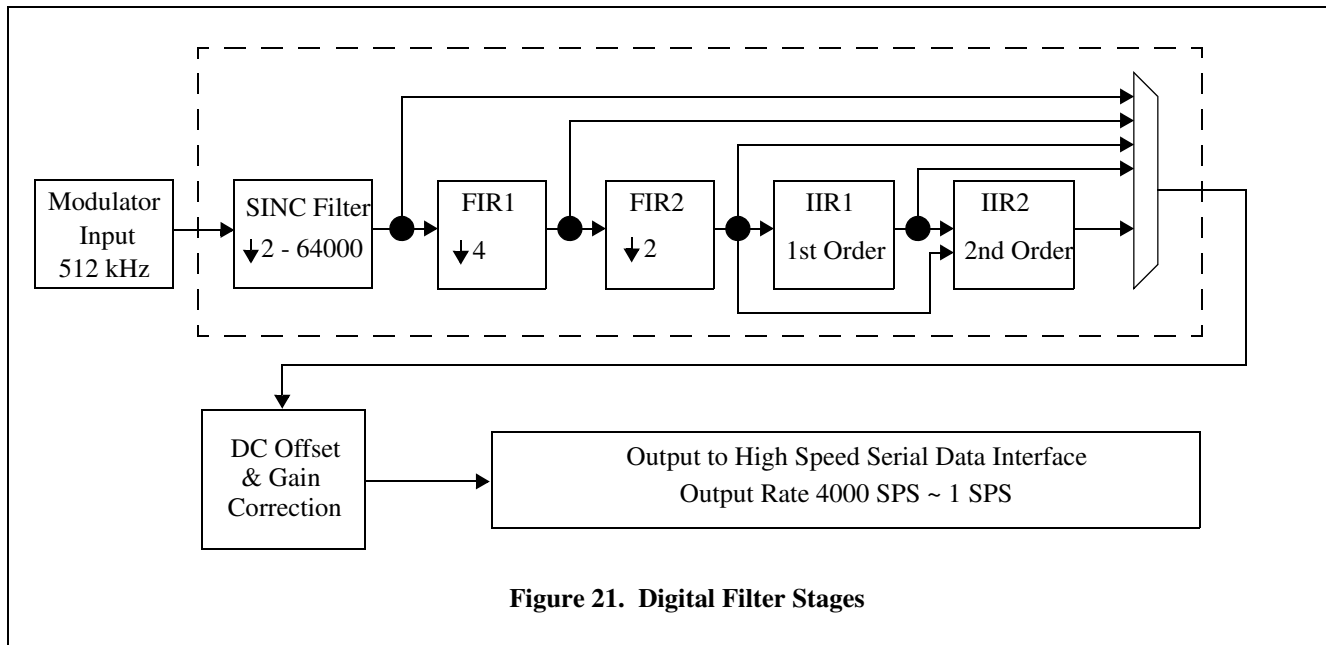 Modulator
Input
512 kHz
SINC Filter
↓2 - 64000
FIR1
↓4
FIR2
↓2
IIR1
1st Order
IIR2
2nd Order
DC Offset
& Gain
Correction
Output to High Speed Serial Data Interface
Output Rate 4000 SPS ~ 1 SPS
Figure 21. Digital Filter Stages